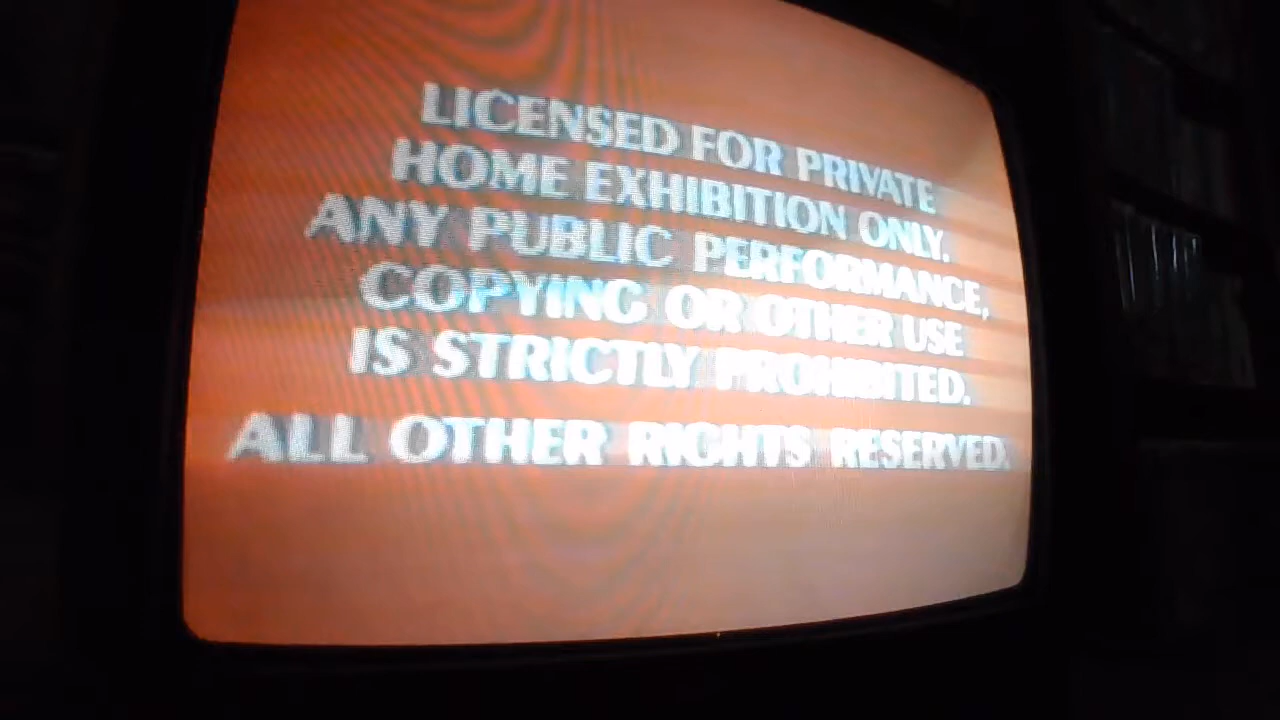 LICENSED FOR PRIVATE
HOME EXHIBITION ONLY.
ANY PUBLIC PERFORMANCE,
COPYING OR OTHER USE
IS STRICTLY PROHIBITED.
ALL OTHER RIGHTS RESERVED.